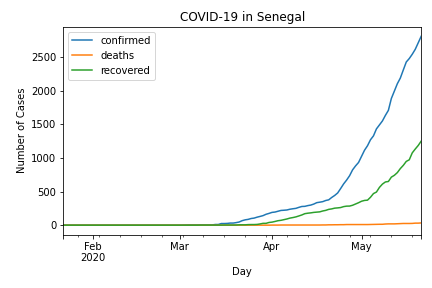 COVID-19 in Senegal
confirmed
deaths
recovered
Number of Cases
2500
2000
1500
1000
500
0
Feb
2020
Mar
Apr
May
Day